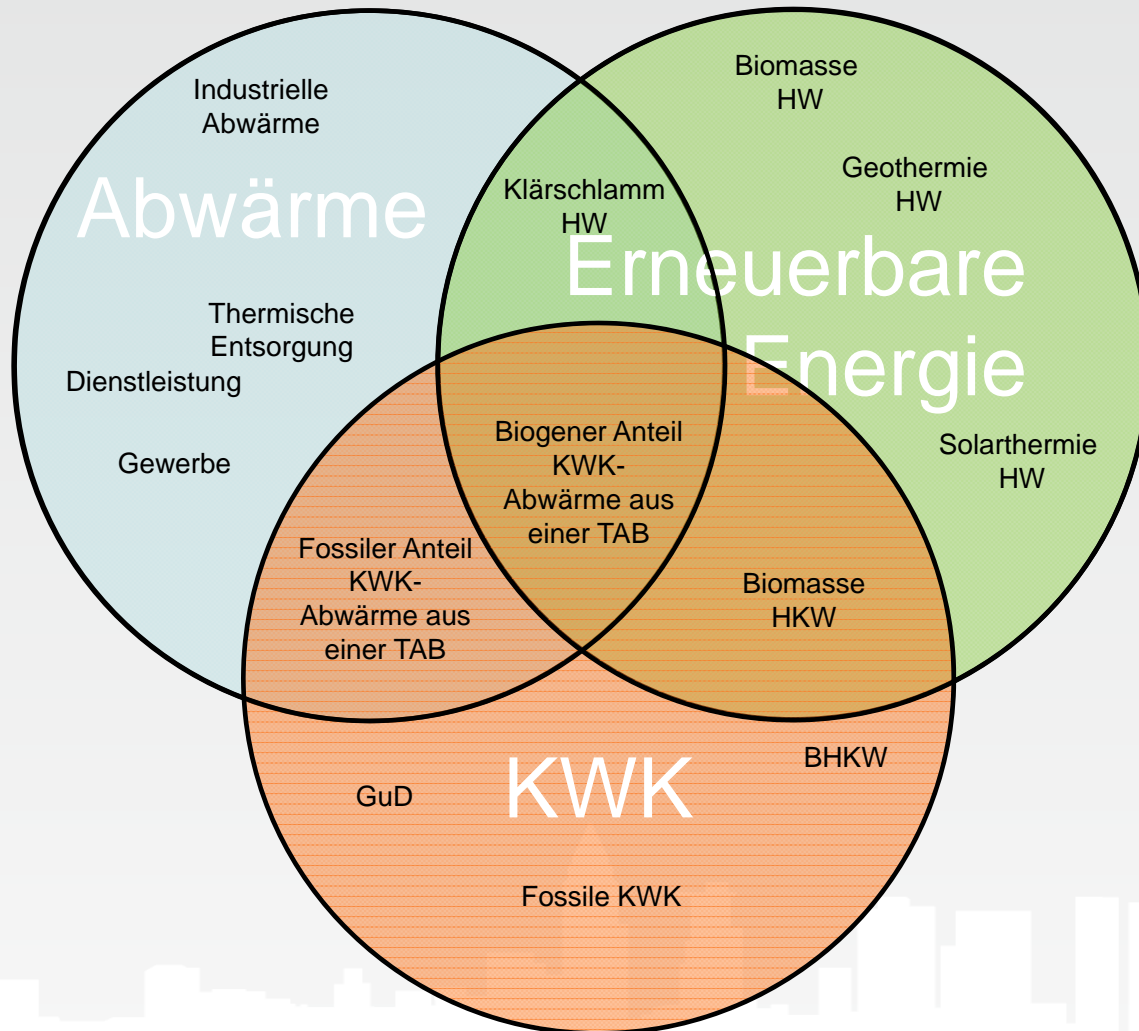 Industrielle
Abwärme
Abwärme
Thermische
Entsorgung
Dienstleistung
Gewerbe
Klärschlamm
HW
Biomasse
HW
Geothermie
HW
Erneuerbare
Energie
Solarthermie
HW
Biogener Anteil
KWK-
Abwärme aus
einer TAB
Fossiler Anteil
KWK-
Abwärme aus
einer TAB
Biomasse
HKW
KWK
BHKW
GuD
Fossile KWK